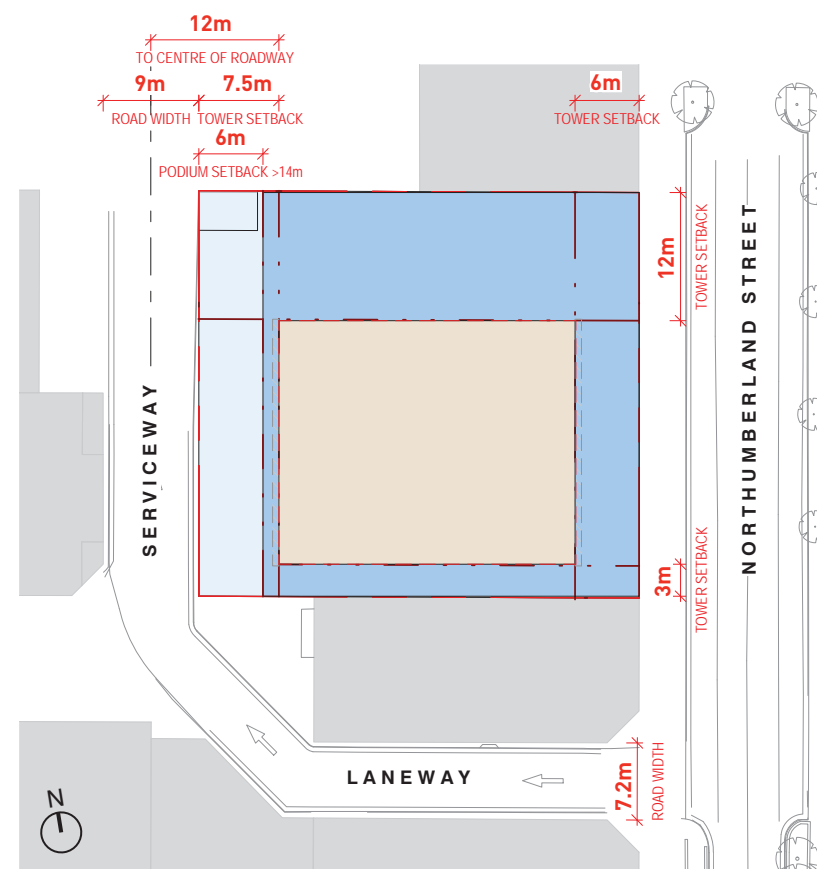 12m
TO CENTRE OF ROADWAY
9m
7.5m
6m
ROAD WIDTH
TOWER SETBACK
TOWER SETBACK
6m
PODIUM SETBACK >14m
12m
TOWER SETBACK
NORTHUMBERLAND STREET
SERVICEWAY
3m
TOWER SETBACK
LANEWAY
7.2m
ROAD WIDTH
N